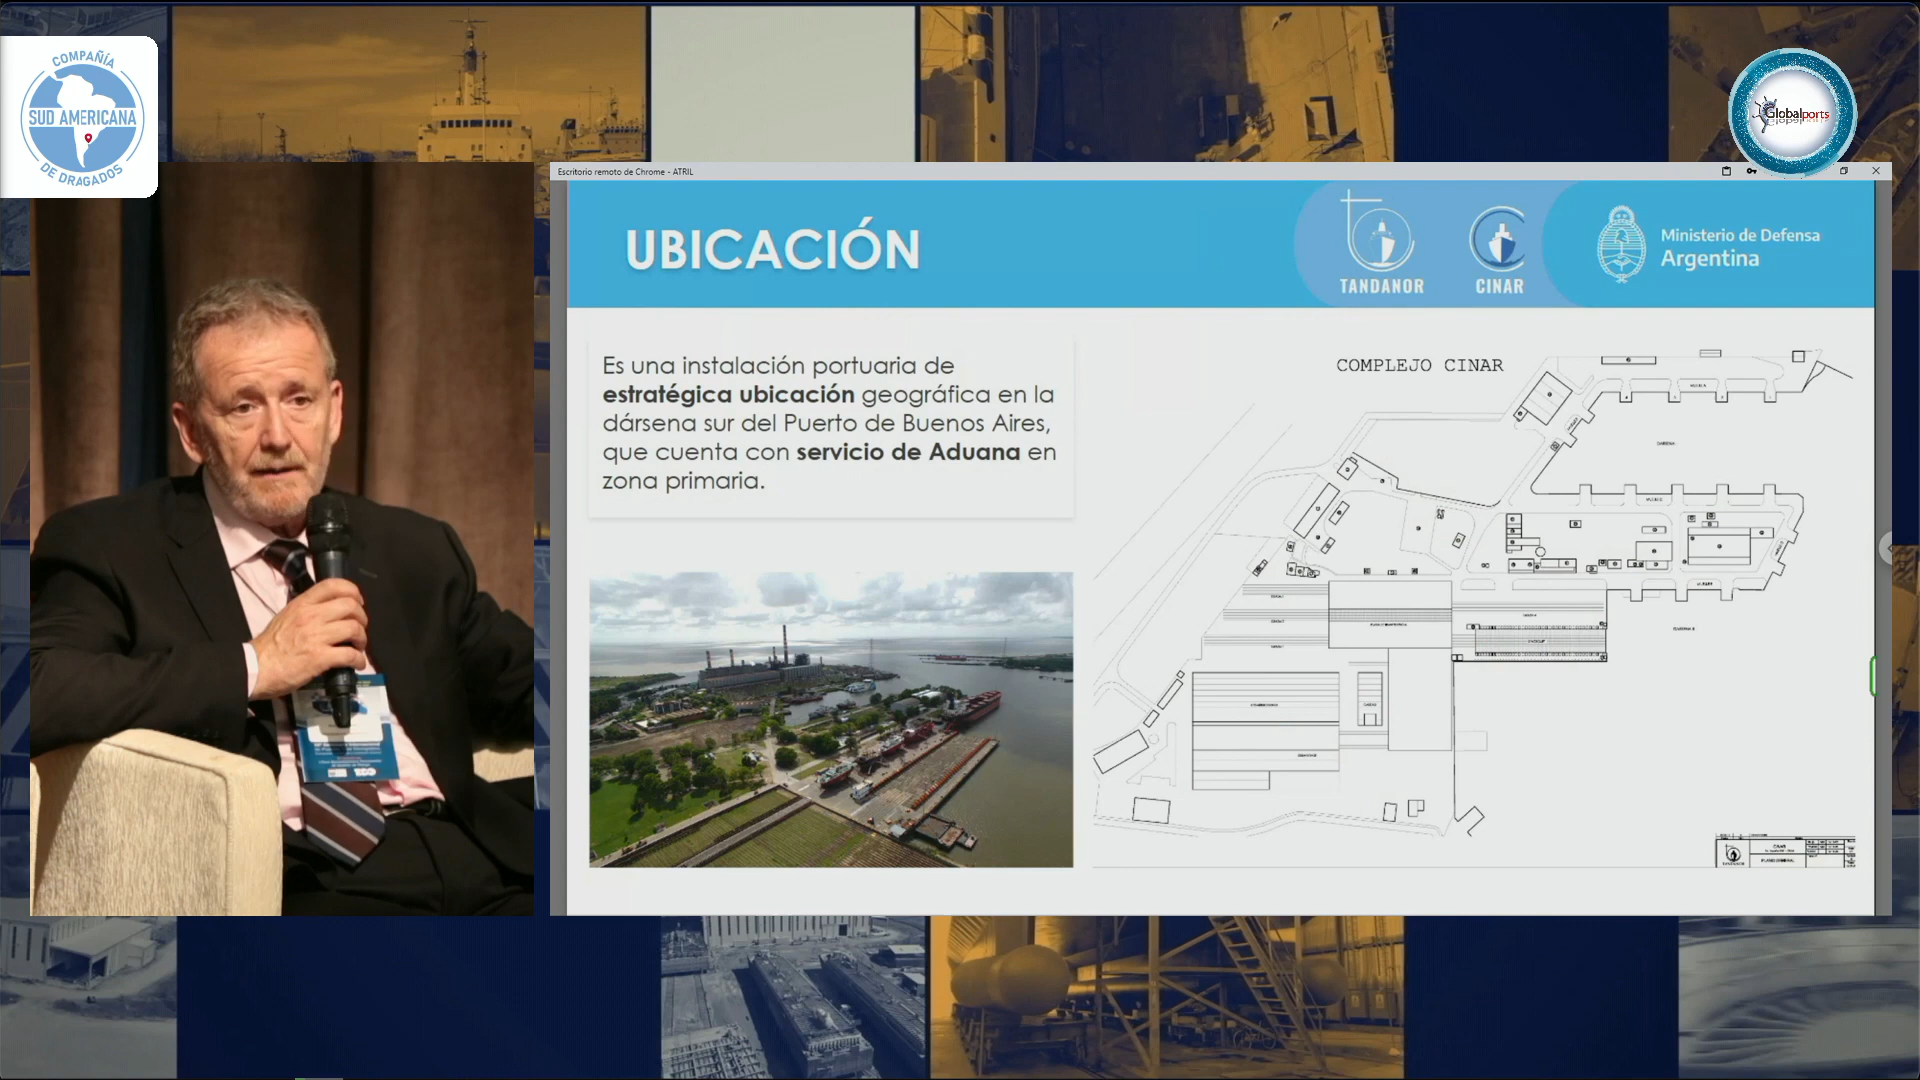 COMPAÑÍA
SUD AMERICANA
DE DRAGADOS
Globalports
Escritorio remoto de Chrome - ATRIL
UBICACIÓN
TANDANOR
CINAR
Ministerio de Defensa
Argentina
Es una instalación portuaria de
estratégica ubicación geográfica en la
dársena sur del Puerto de Buenos Aires,
que cuenta con servicio de Aduana en
zona primaria.
COMPLEJO CINAR